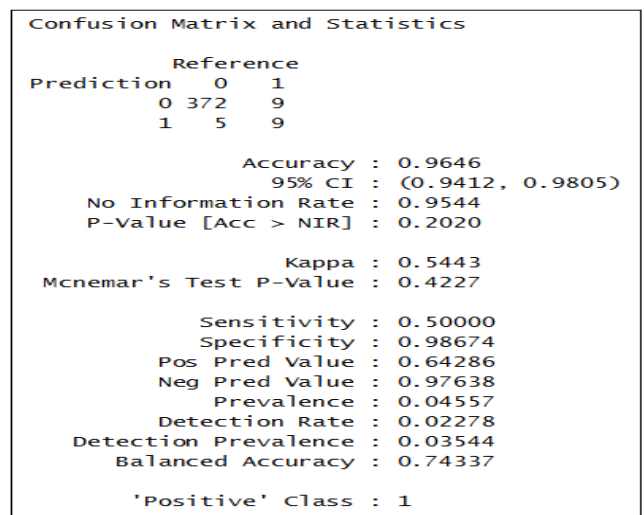 Confusion Matrix and Statistics
Reference
Prediction 0 1
0 372 9
1 5 9
Accuracy : 0.9646
95% CI : (0.9412, 0.9805)
No Information Rate : 0.9544
P-Value [Acc > NIR] : 0.2020
Kappa : 0.5443
Mcnemar's Test P-Value : 0.4227
Sensitivity : 0.50000
Specificity : 0.98674
Pos Pred Value : 0.64286
Neg Pred Value : 0.97638
Prevalence : 0.04557
Detection Rate : 0.02278
Detection Prevalence : 0.03544
Balanced Accuracy : 0.74337
'Positive' Class : 1